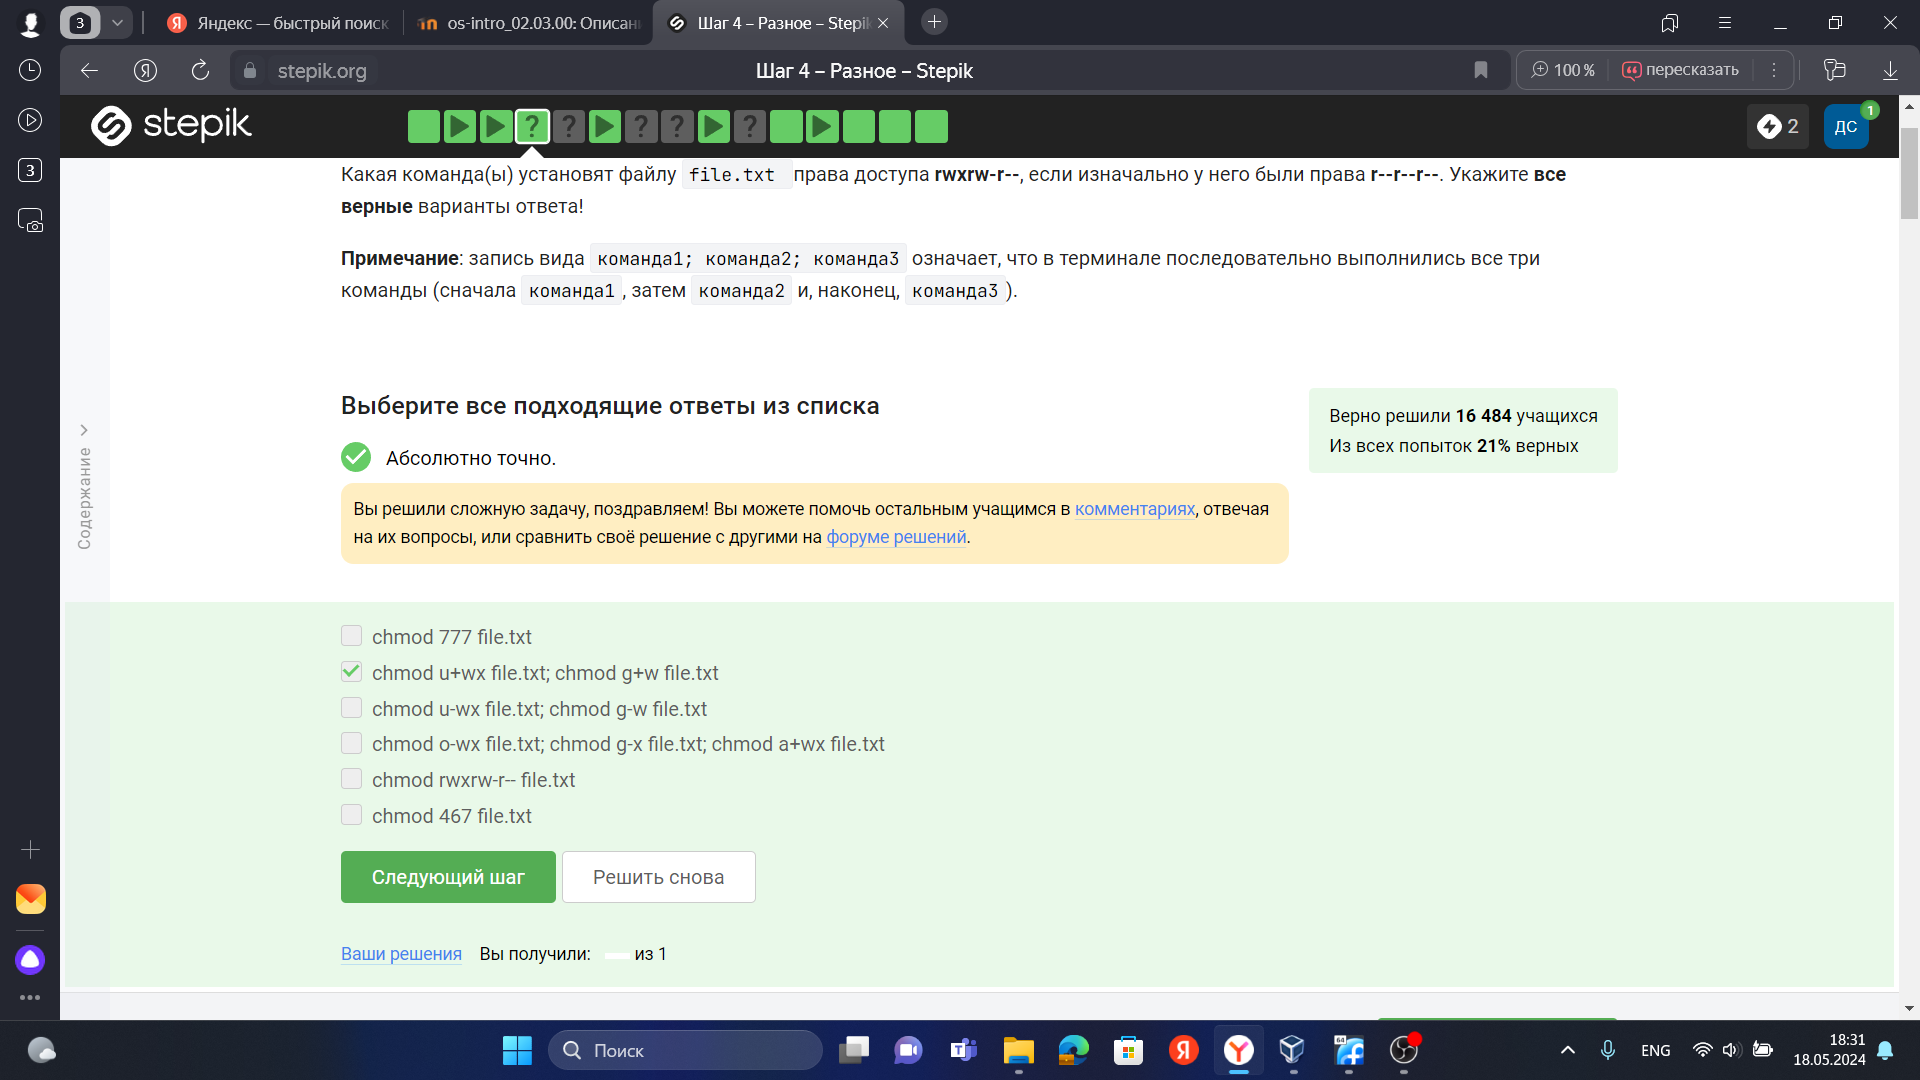 3
Яндекс — быстрый поиск
os-intro_02.03.00: Описан
Шаг 4 – Разное – Stepik
stepik.org
Шаг 4 – Разное – Stepik
100 %
пересказать
stepik
? ? ? ? ?
2
ДС
1
3
Содержание
Какая команда(ы) установят файлу file.txt права доступа rwxrw-r--, если изначально у него были права r--r--r--. Укажите все
верные варианты ответа!
Примечание: запись вида команда1; команда2; команда3 означает, что в терминале последовательно выполнились все три
команды (сначала команда1, затем команда2 и, наконец, команда3).
Выберите все подходящие ответы из списка
Верно решили 16 484 учащихся
Из всех попыток 21% верных
Абсолютно точно.
Вы решили сложную задачу, поздравляем! Вы можете помочь остальным учащимся в комментариях, отвечая
на их вопросы, или сравнить своё решение с другими на форуме решений.
chmod 777 file.txt
chmod u+wx file.txt; chmod g+w file.txt
chmod u-wx file.txt; chmod g-w file.txt
chmod o-wx file.txt; chmod g-x file.txt; chmod a+wx file.txt
chmod rwxrw-r-- file.txt
chmod 467 file.txt
Следующий шаг
Решить снова
Ваши решения Вы получили: из 1
Поиск
64
ENG
18:31
18.05.2024